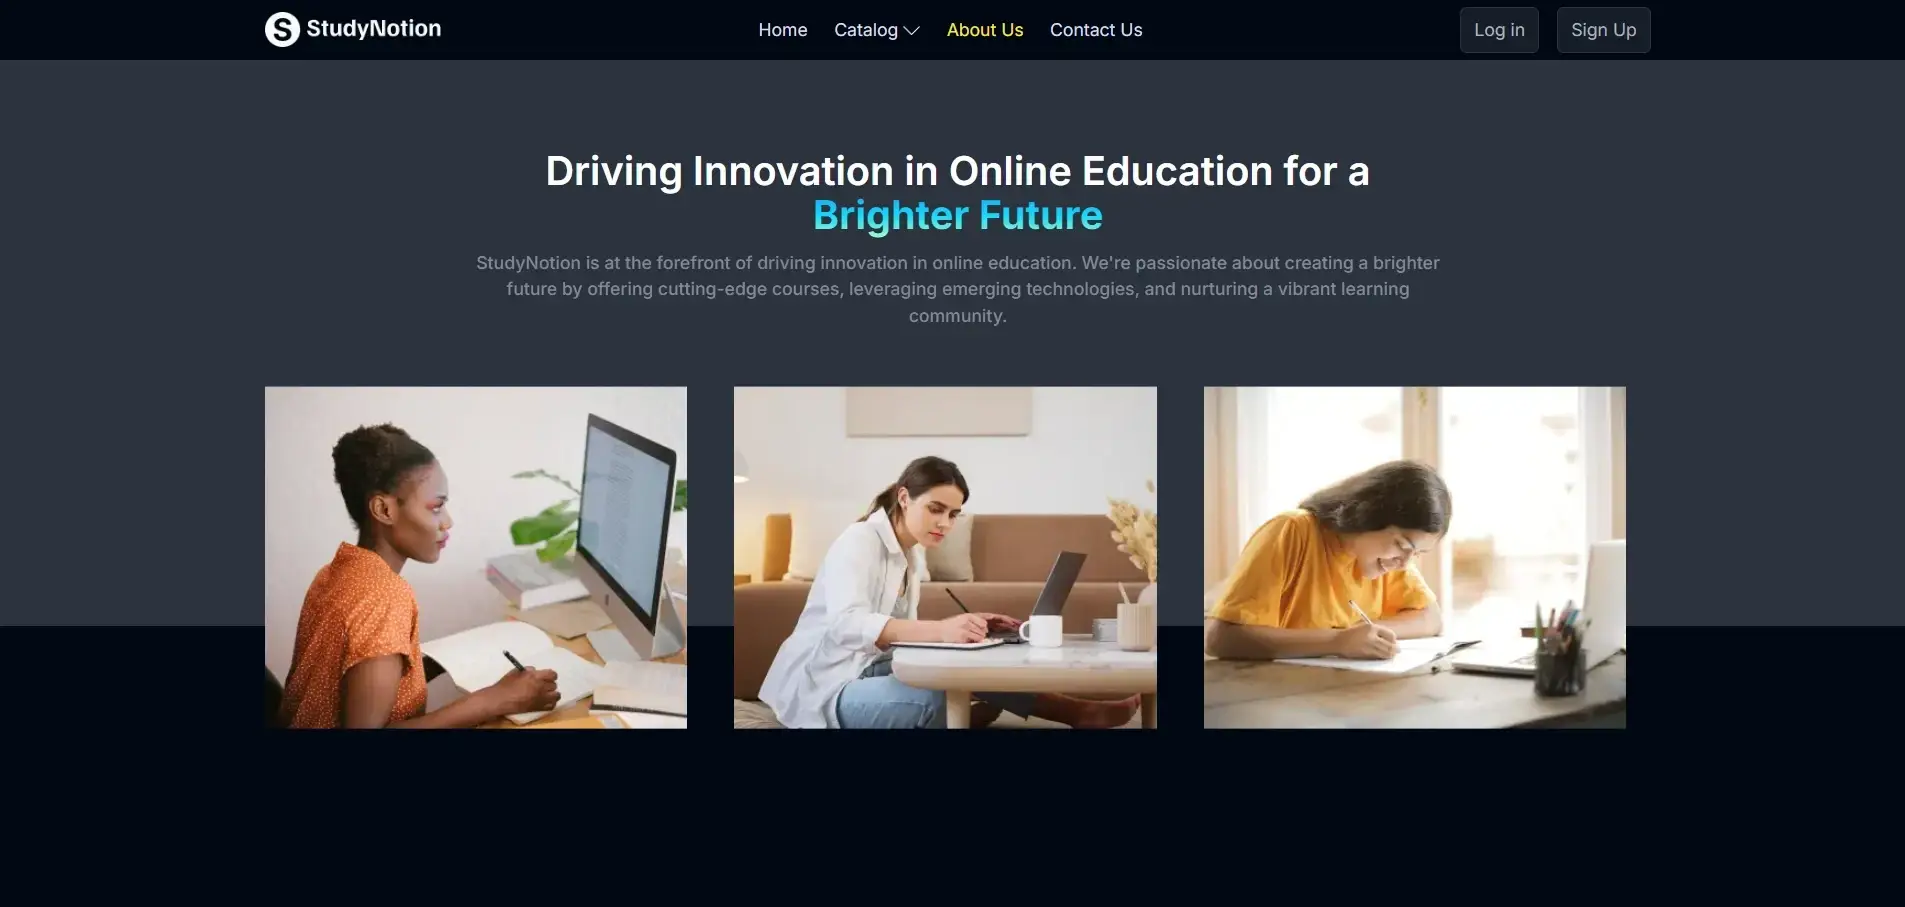 S StudyNotion
Home Catalog About Us Contact Us
Log in Sign Up
Driving Innovation in Online Education for a
Brighter Future
StudyNotion is at the forefront of driving innovation in online education. We're passionate about creating a brighter
future by offering cutting-edge courses, leveraging emerging technologies, and nurturing a vibrant learning
community.